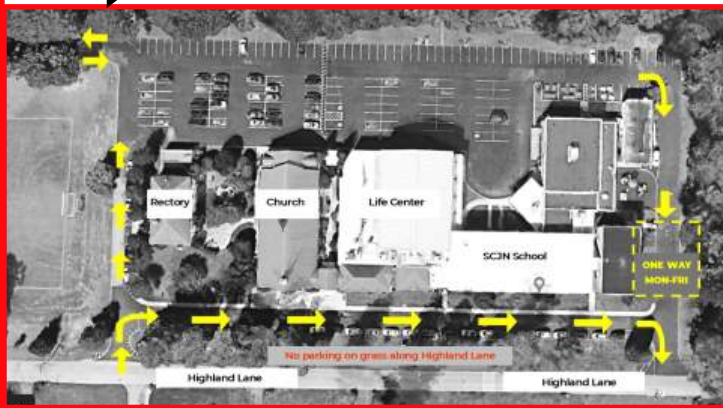 Rectory
Church
Life Center
SCJN School
ONE WAY
MON-FRI
No parking on grass along Highland Lane
Highland Lane
Highland Lane